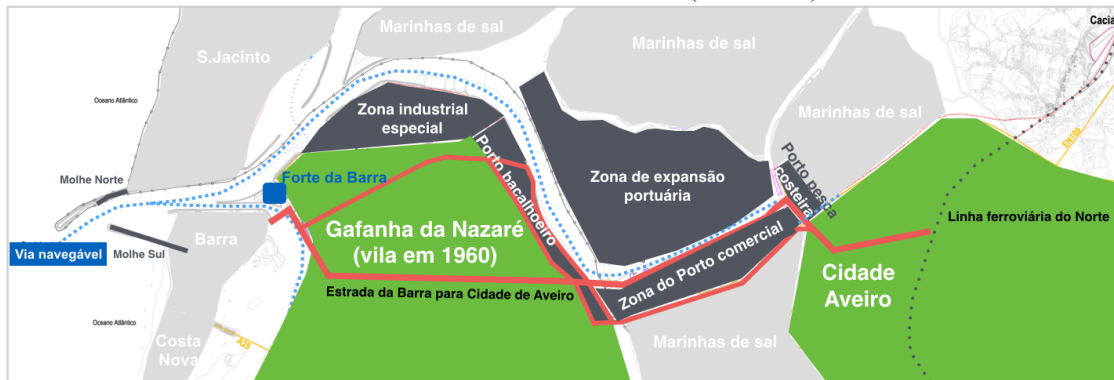 Marinhas de sal
Marinhas de sal
Cacia
S.Jacinto
Oceano Atlântico
Zona industrial
especial
Marinhas de sal
EN109
Molhe Norte
Forte da Barra
Porto bacalhoeiro
Zona de expansão
portuária
Porto pesca
costeira
Linha ferroviária do Norte
Gafanha da Nazaré
(vila em 1960)
Barra
Via navegável
Molhe Sul
Zona do Porto comercial
Cidade
Aveiro
Estrada da Barra para Cidade de Aveiro
Oceano Atlântico
Costa
Nova
A25
Marinhas de sal